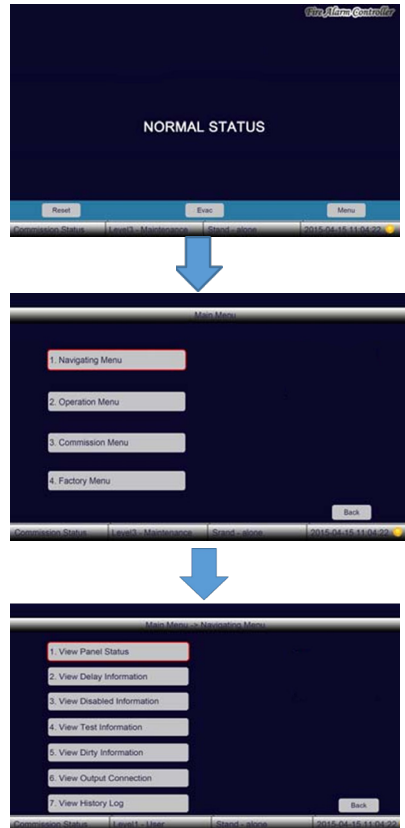 Fire Alarm Controller
NORMAL STATUS
Reset Evac Menu
Commission Status Level3 - Maintenance Stand - alone 2015-04-15 11:04:22
Main Menu
1. Navigating Menu
2. Operation Menu
3. Commission Menu
4. Factory Menu
Back
Commission Status Level3 - Maintenance Srand - alone 2015-04-15 11:04:22
Main Menu -> Navigating Menu
1. View Panel Status
2. View Delay Information
3. View Disabled Information
4. View Test Information
5. View Dirty Information
6. View Output Connection
7. View History Log
Back
Commission Status Level1 - User Stand - alone 2015-04-15 11:04:22